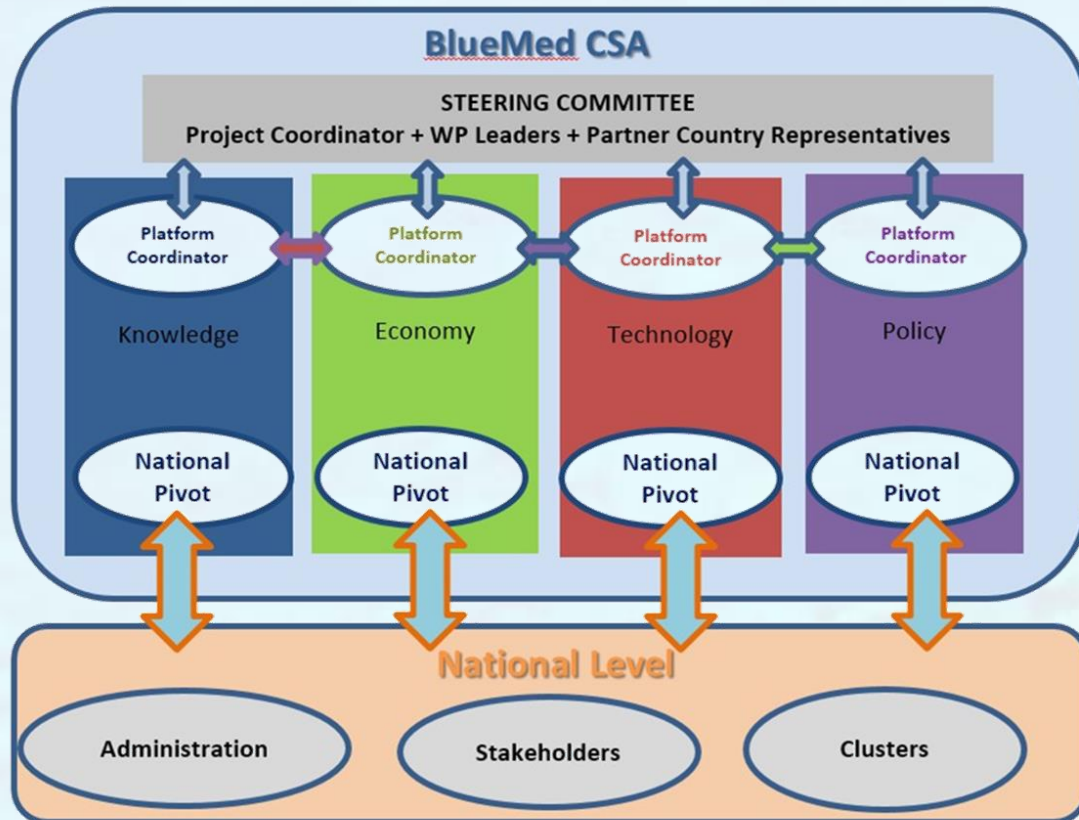 BlueMed CSA
STEERING COMMITTEE
Project Coordinator + WP Leaders + Partner Country Representatives
Platform
Coordinator
Platform
Coordinator
Platform
Coordinator
Platform
Coordinator
Knowledge
Economy
Technology
Policy
National
Pivot
National
Pivot
National
Pivot
National
Pivot
National Level
Administration
Stakeholders
Clusters